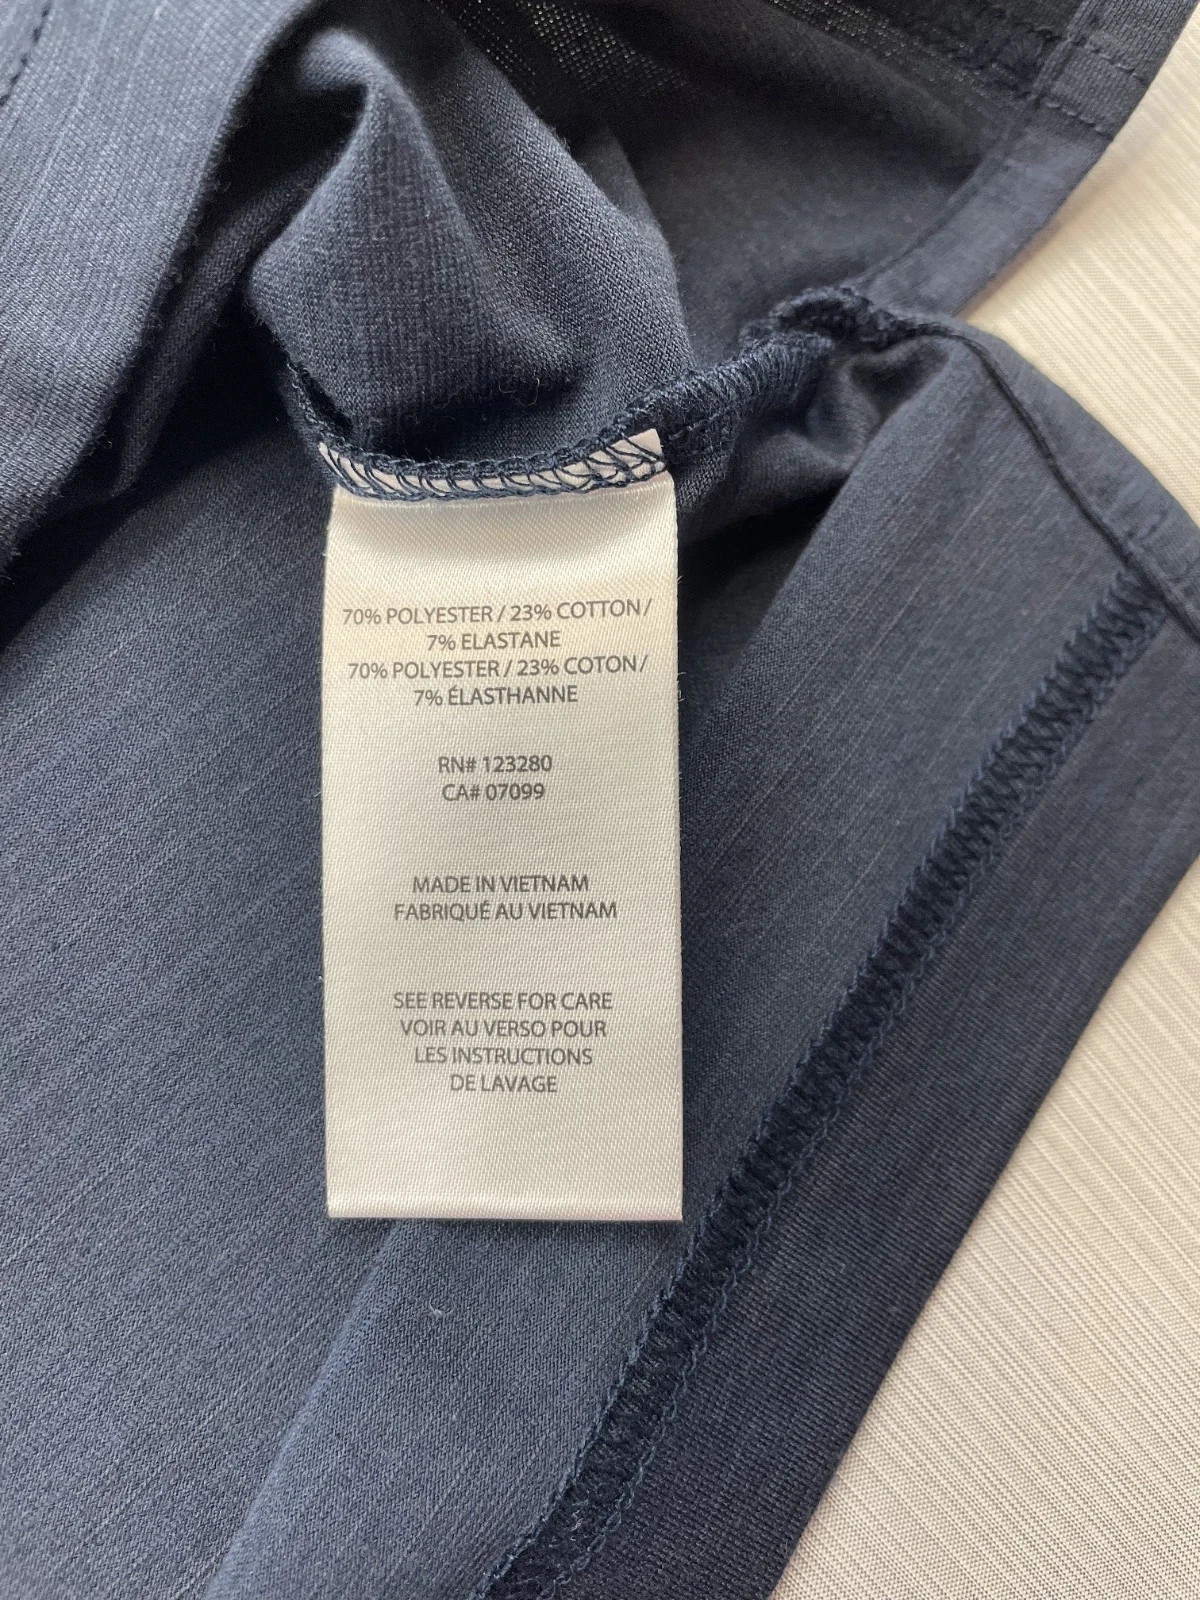 70% POLYESTER / 23% COTTON /
7% ELASTANE
70% POLYESTER / 23% COTON /
7% ÉLASTHANNE
RN# 123280
CA# 07099
MADE IN VIETNAM
FABRIQUÉ AU VIETNAM
SEE REVERSE FOR CARE
VOIR AU VERSO POUR
LES INSTRUCTIONS
DE LAVAGE